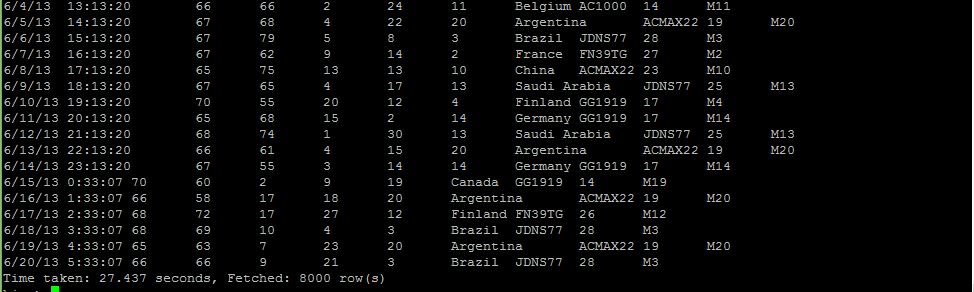 6/4/13 13:13:20 66 66 2 24 11 Belgium AC1000 14 M11
6/5/13 14:13:20 67 68 4 22 20 Argentina ACMAX22 19 M20
6/6/13 15:13:20 67 79 5 8 3 Brazil JDNS77 28 M3
6/7/13 16:13:20 67 62 9 14 2 France FN39TG 27 M2
6/8/13 17:13:20 65 75 13 13 10 China ACMAX22 23 M10
6/9/13 18:13:20 67 65 4 17 13 Saudi Arabia JDNS77 25 M13
6/10/13 19:13:20 70 55 20 12 4 Finland GG1919 17 M4
6/11/13 20:13:20 65 68 15 2 14 Germany GG1919 17 M14
6/12/13 21:13:20 68 74 1 30 13 Saudi Arabia JDNS77 25 M13
6/13/13 22:13:20 66 61 4 15 20 Argentina ACMAX22 19 M20
6/14/13 23:13:20 67 55 3 14 14 Germany GG1919 17 M14
6/15/13 0:33:07 70 60 2 9 19 Canada GG1919 14 M19
6/16/13 1:33:07 66 58 17 18 20 Argentina ACMAX22 19 M20
6/17/13 2:33:07 68 72 17 27 12 Finland FN39TG 26 M12
6/18/13 3:33:07 68 69 10 4 3 Brazil JDNS77 28 M3
6/19/13 4:33:07 65 63 7 23 20 Argentina ACMAX22 19 M20
6/20/13 5:33:07 66 66 9 21 3 Brazil JDNS77 28 M3
Time taken: 27.437 seconds, Fetched: 8000 row(s)